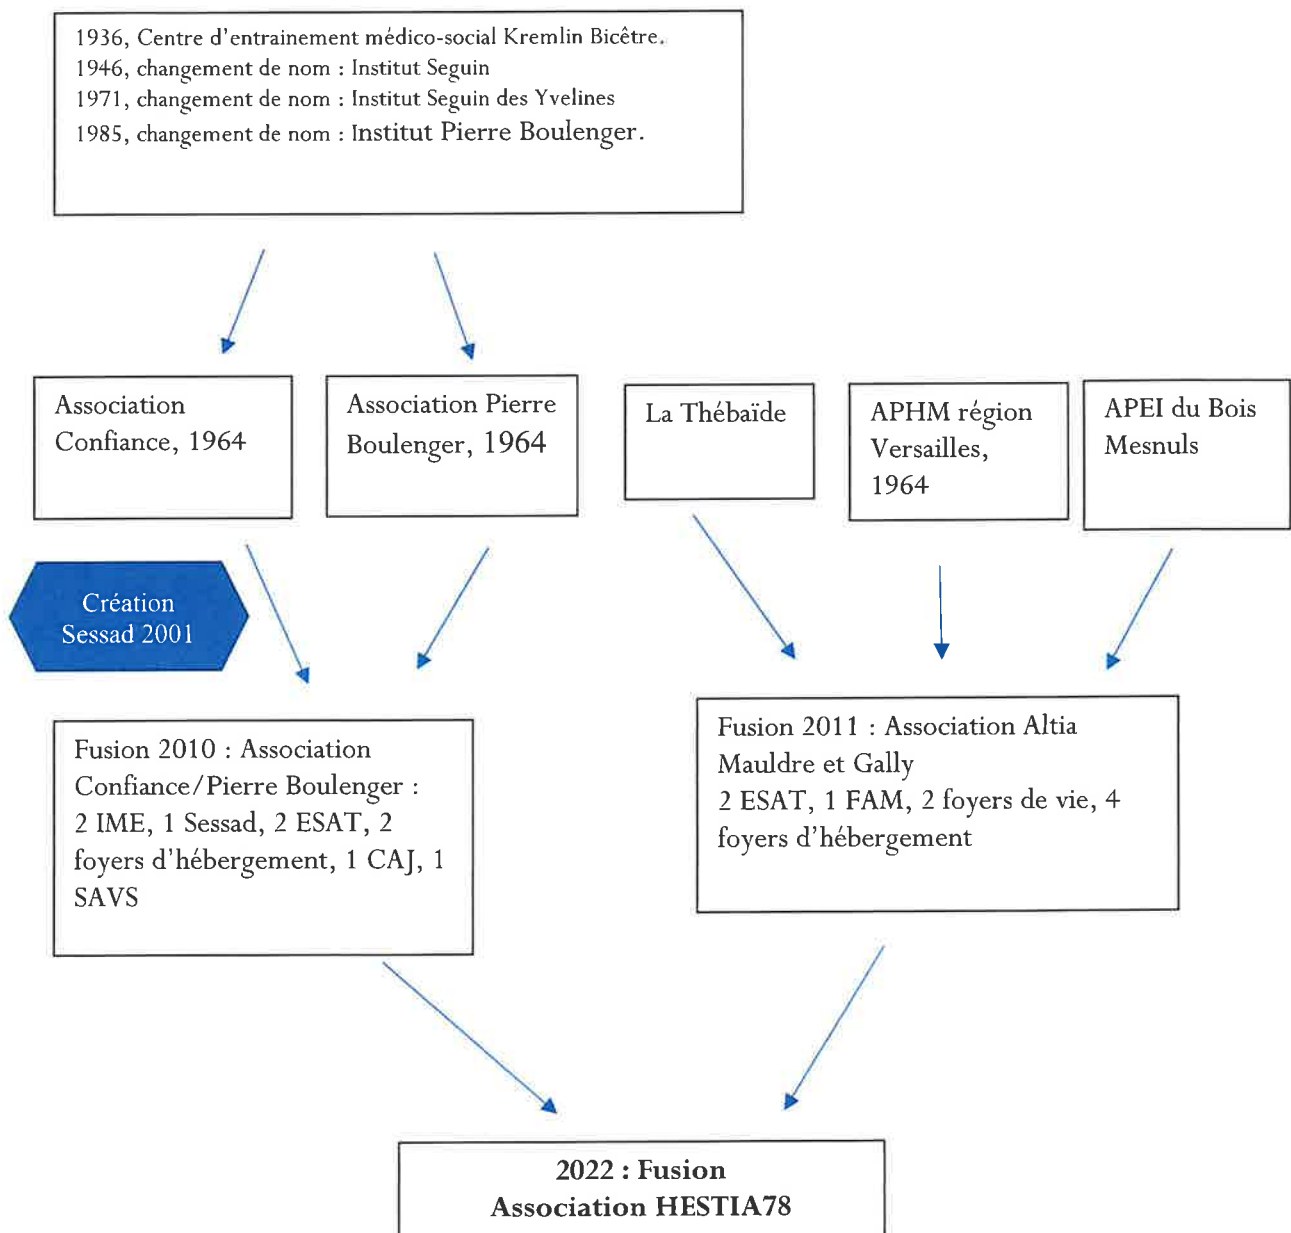 1936, Centre d'entrainement médico-social Kremlin Bicêtre.
1946, changement de nom : Institut Seguin
1971, changement de nom : Institut Seguin des Yvelines
1985, changement de nom : Institut Pierre Boulenger.
Association
Confiance, 1964
Association Pierre
Boulenger, 1964
La Thébaïde
APHM région
Versailles,
1964
APEI du Bois
Mesnuls
Création
Sessad 2001
Fusion 2010 : Association
Confiance/Pierre Boulenger :
2 IME, 1 Sessad, 2 ESAT, 2
foyers d'hébergement, 1 CAJ, 1
SAVS
Fusion 2011 : Association Altia
Mauldre et Gally
2 ESAT, 1 FAM, 2 foyers de vie, 4
foyers d'hébergement
2022 : Fusion
Association HESTIA78